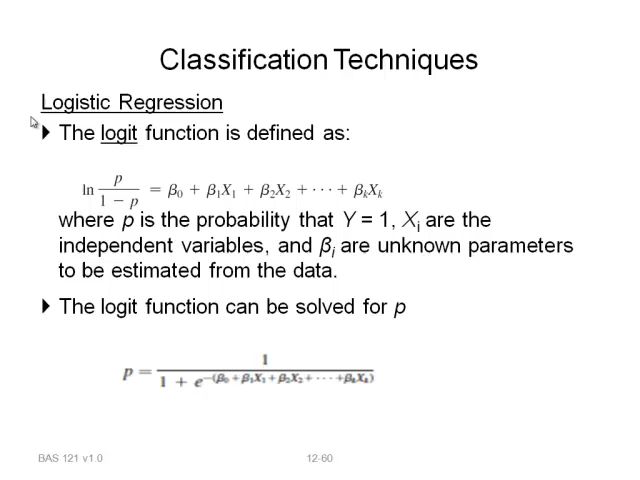 Classification Techniques
Logistic Regression
The logit function is defined as:
ln p/(1 − p) = β0 + β1X1 + β2X2 + · · · + βkXk
where p is the probability that Y = 1, Xi are the
independent variables, and βi are unknown parameters
to be estimated from the data.
The logit function can be solved for p
p = 1/(1 + e^−(β0+β1X1+β2X2+ · · · +βkXk))
BAS 121 v1.0 12-60